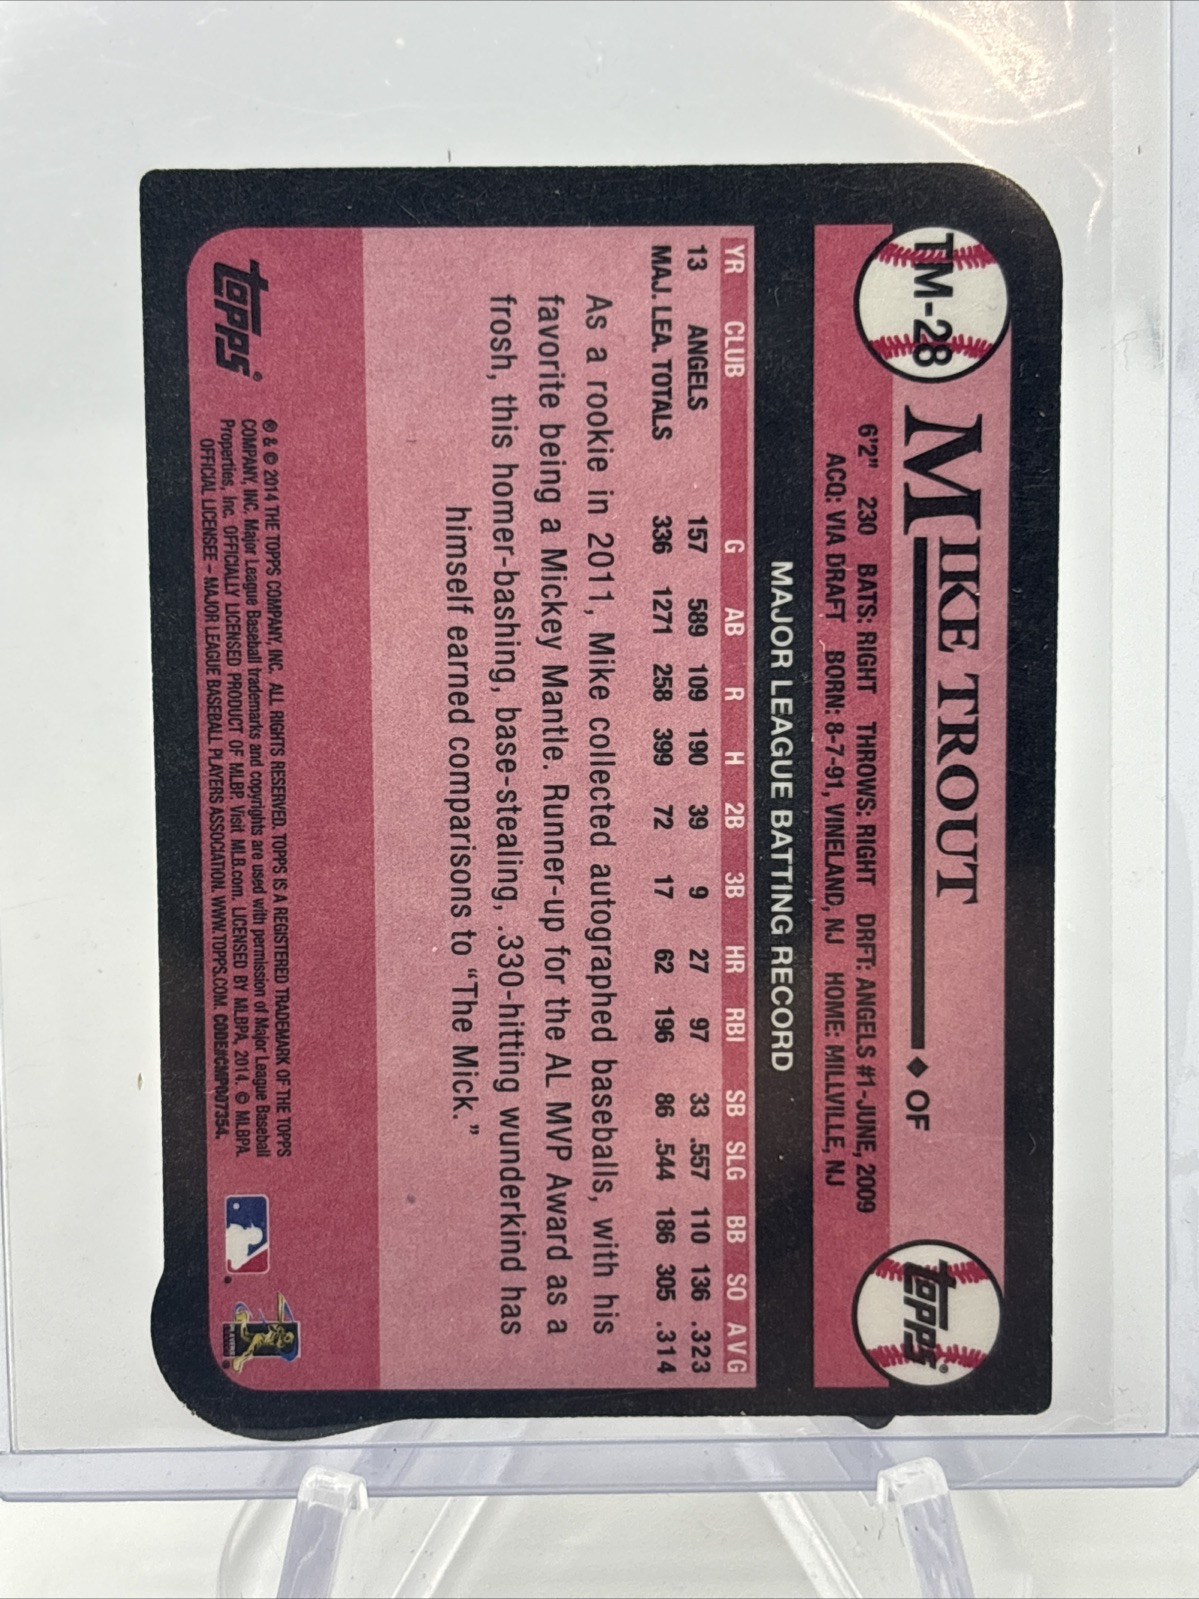 TM-28
MIKE TROUT
◆ OF
6'2" 230 BATS: RIGHT THROWS: RIGHT DRFT: ANGELS #1-JUNE, 2009
ACQ: VIA DRAFT BORN: 8-7-91, VINELAND, NJ HOME: MILLVILLE, NJ
topps®
MAJOR LEAGUE BATTING RECORD
YR CLUB G AB R H 2B 3B HR RBI SB SLG BB SO AVG
13 ANGELS 157 589 109 190 39 9 27 97 33 .557 110 136 .323
MAJ. LEA. TOTALS 336 1271 258 399 72 17 62 196 86 .544 186 305 .314
As a rookie in 2011, Mike collected autographed baseballs, with his
favorite being a Mickey Mantle. Runner-up for the AL MVP Award as a
frosh, this homer-bashing, base-stealing, .330-hitting wunderkind has
himself earned comparisons to “The Mick.”
topps®
® & © 2014 THE TOPPS COMPANY, INC. ALL RIGHTS RESERVED. TOPPS IS A REGISTERED TRADEMARK OF THE TOPPS
COMPANY, INC. Major League Baseball trademarks and copyrights are used with permission of Major League Baseball
Properties, Inc. OFFICIALLY LICENSED PRODUCT OF MLBP. Visit MLB.com. LICENSED BY MLBPA, 2014. © MLBPA.
OFFICIAL LICENSEE – MAJOR LEAGUE BASEBALL PLAYERS ASSOCIATION. WWW.TOPPS.COM. CODE#CMP007354.